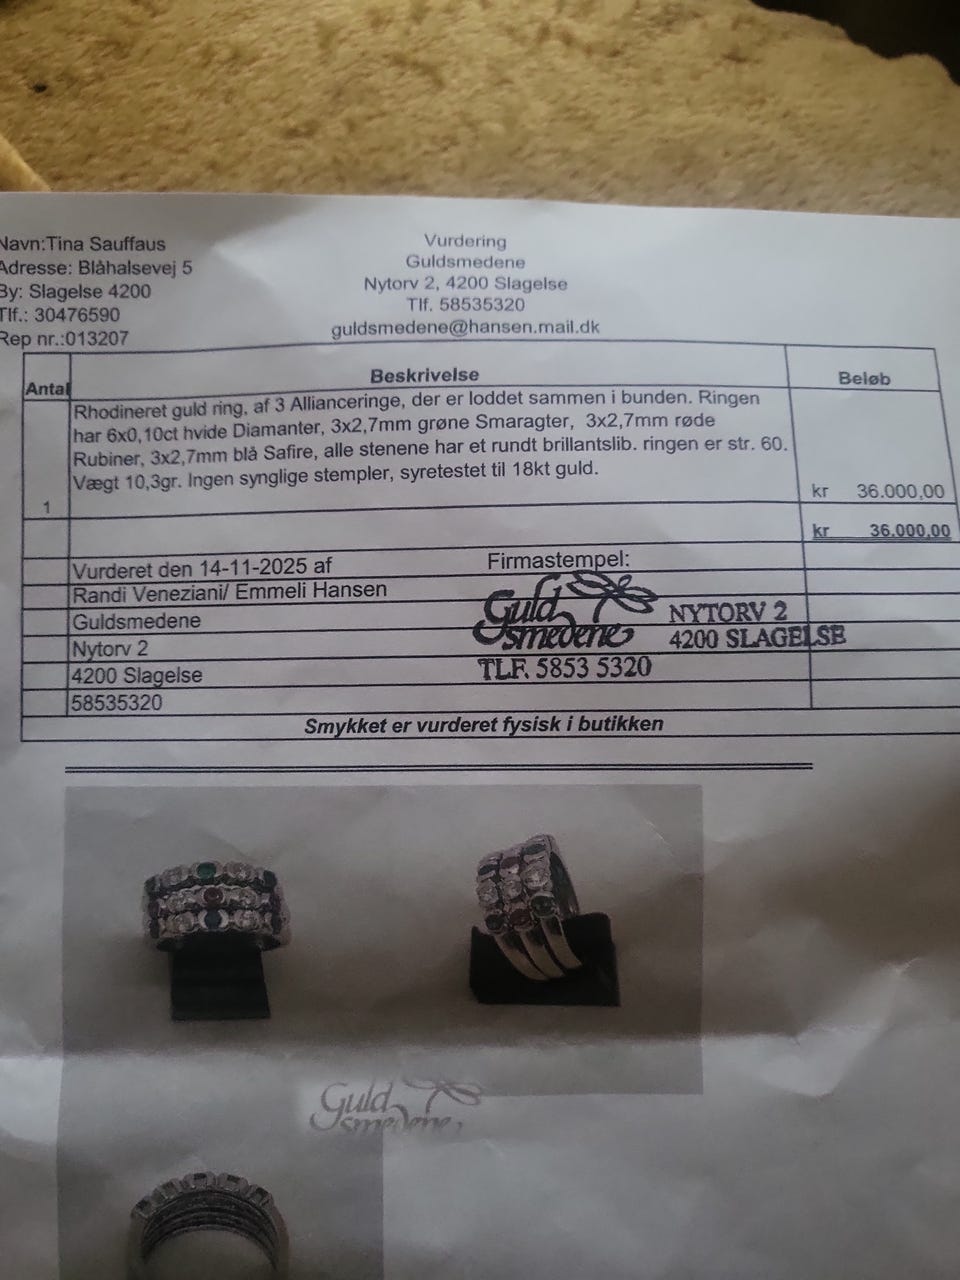 Navn:Tina Sauffaus
Adresse: Blåhalsevej 5
By: Slagelse 4200
Tlf.: 30476590
Rep nr.:013207
Vurdering
Guldsmedene
Nytorv 2, 4200 Slagelse
Tlf. 58535320
guldsmedene@hansen.mail.dk
Antal Beskrivelse Beløb
Rhodineret guld ring, af 3 Allianceringe, der er loddet sammen i bunden. Ringen
har 6x0,10ct hvide Diamanter, 3x2,7mm grøne Smaragter, 3x2,7mm røde
Rubiner, 3x2,7mm blå Safire, alle stenene har et rundt brillantslib. ringen er str. 60.
Vægt 10,3gr. Ingen synglige stempler, syretestet til 18kt guld.
1 kr 36.000,00
kr 36.000,00
Vurderet den 14-11-2025 af
Randi Veneziani/ Emmeli Hansen
Guldsmedene
Nytorv 2
4200 Slagelse
58535320
Firmastempel:
Guld
smedene
NYTORV 2
4200 SLAGELSE
TLF. 5853 5320
Smykket er vurderet fysisk i butikken
Guld
smedene